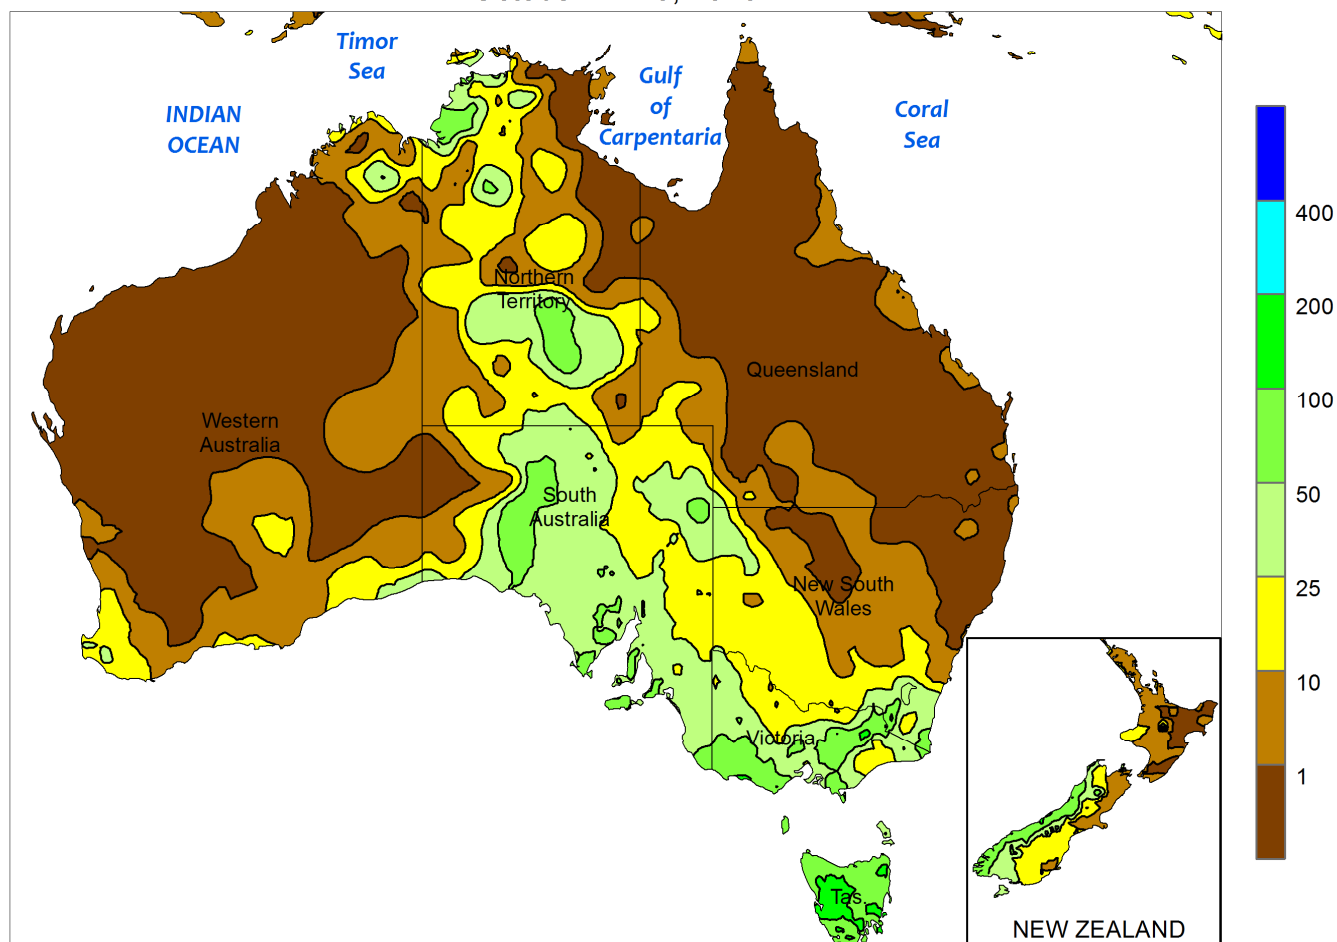 Timor
Sea
Gulf
of
Carpentaria
INDIAN
OCEAN
Coral
Sea
Northern
Territory
Queensland
Western
Australia
South
Australia
New South
Wales
Victoria
Tas.
NEW ZEALAND
400
200
100
50
25
10
1